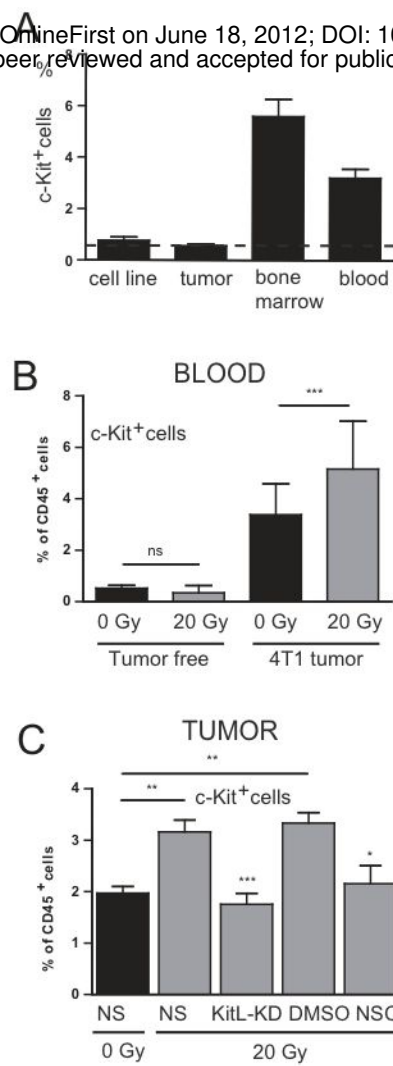 A
OnlineFirst on June 18, 2012; DOI: 10
peer reviewed and accepted for public
%
c-Kit+cells
8
6
4
2
0
cell line tumor bone marrow blood
B
BLOOD
c-Kit+cells
% of CD45 + cells
8
6
4
2
0
ns
***
0 Gy 20 Gy 0 Gy 20 Gy
Tumor free 4T1 tumor
C
TUMOR
c-Kit+cells
% of CD45 + cells
4
3
2
1
0
**
**
***
*
NS NS KitL-KD DMSO NSC
0 Gy 20 Gy